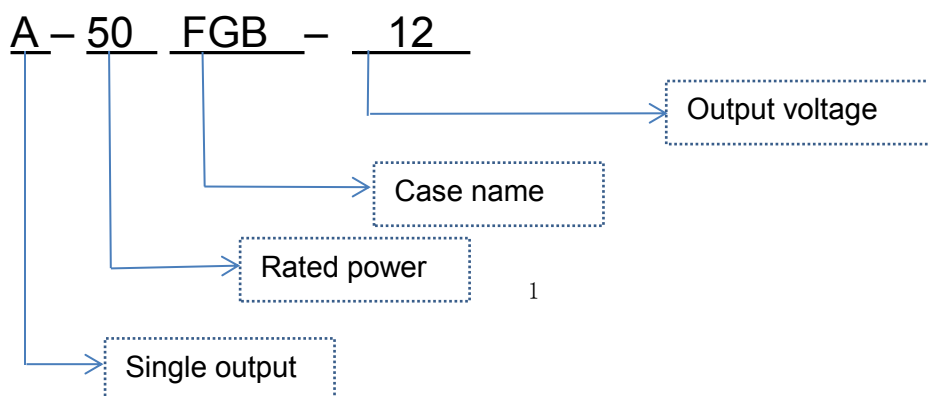 A – 50 FGB – 12
Output voltage
Case name
Rated power
1
Single output